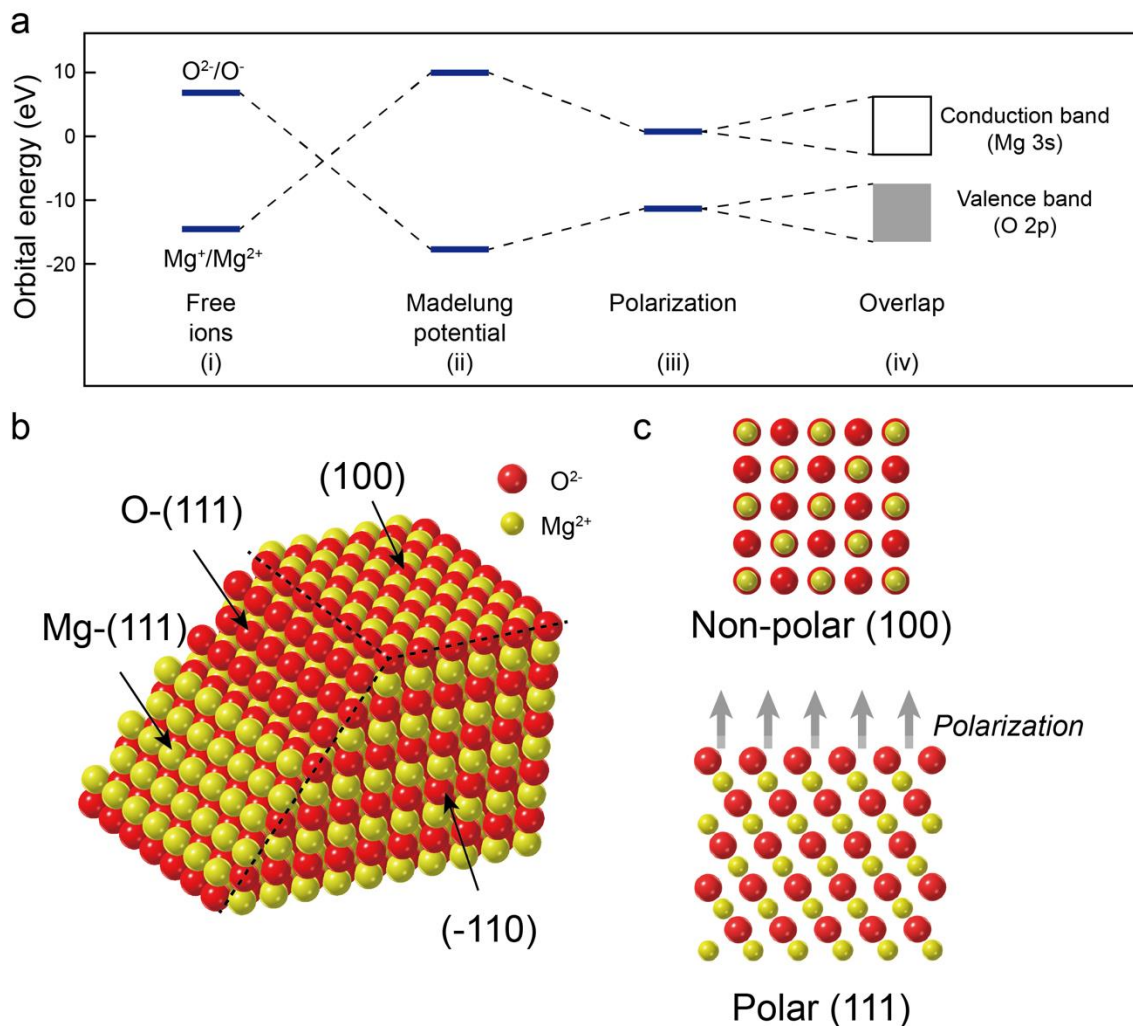 a
Orbital energy (eV)
10
0
-10
-20
O²⁻/O⁻
Mg⁺/Mg²⁺
Conduction band
(Mg 3s)
Valence band
(O 2p)
Free
ions
(i)
Madelung
potential
(ii)
Polarization
(iii)
Overlap
(iv)
b
O-(111)
(100)
Mg-(111)
(-110)
O²⁻
Mg²⁺
c
Non-polar (100)
Polarization
Polar (111)